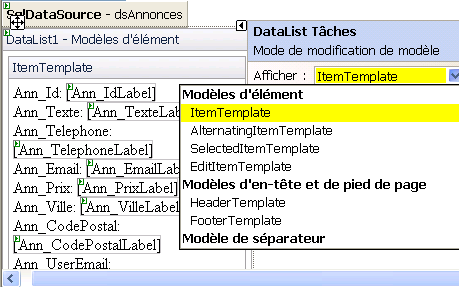 SqlDataSource - dsAnnonces
DataList1 - Modèles d'élément
ItemTemplate
Ann_Id: [Ann_IdLabel]
Ann_Texte: [Ann_TexteLabel
Ann_Telephone:
[Ann_TelephoneLabel]
Ann_Email: [Ann_EmailLabel
Ann_Prix: [Ann_PrixLabel]
Ann_Ville: [Ann_VilleLabel
Ann_CodePostal:
[Ann_CodePostalLabel]
Ann_UserEmail:
DataList Tâches
Mode de modification de modèle
Afficher : ItemTemplate
Modèles d'élément
ItemTemplate
AlternatingItemTemplate
SelectedItemTemplate
EditItemTemplate
Modèles d'en-tête et de pied de page
HeaderTemplate
FooterTemplate
Modèle de séparateur